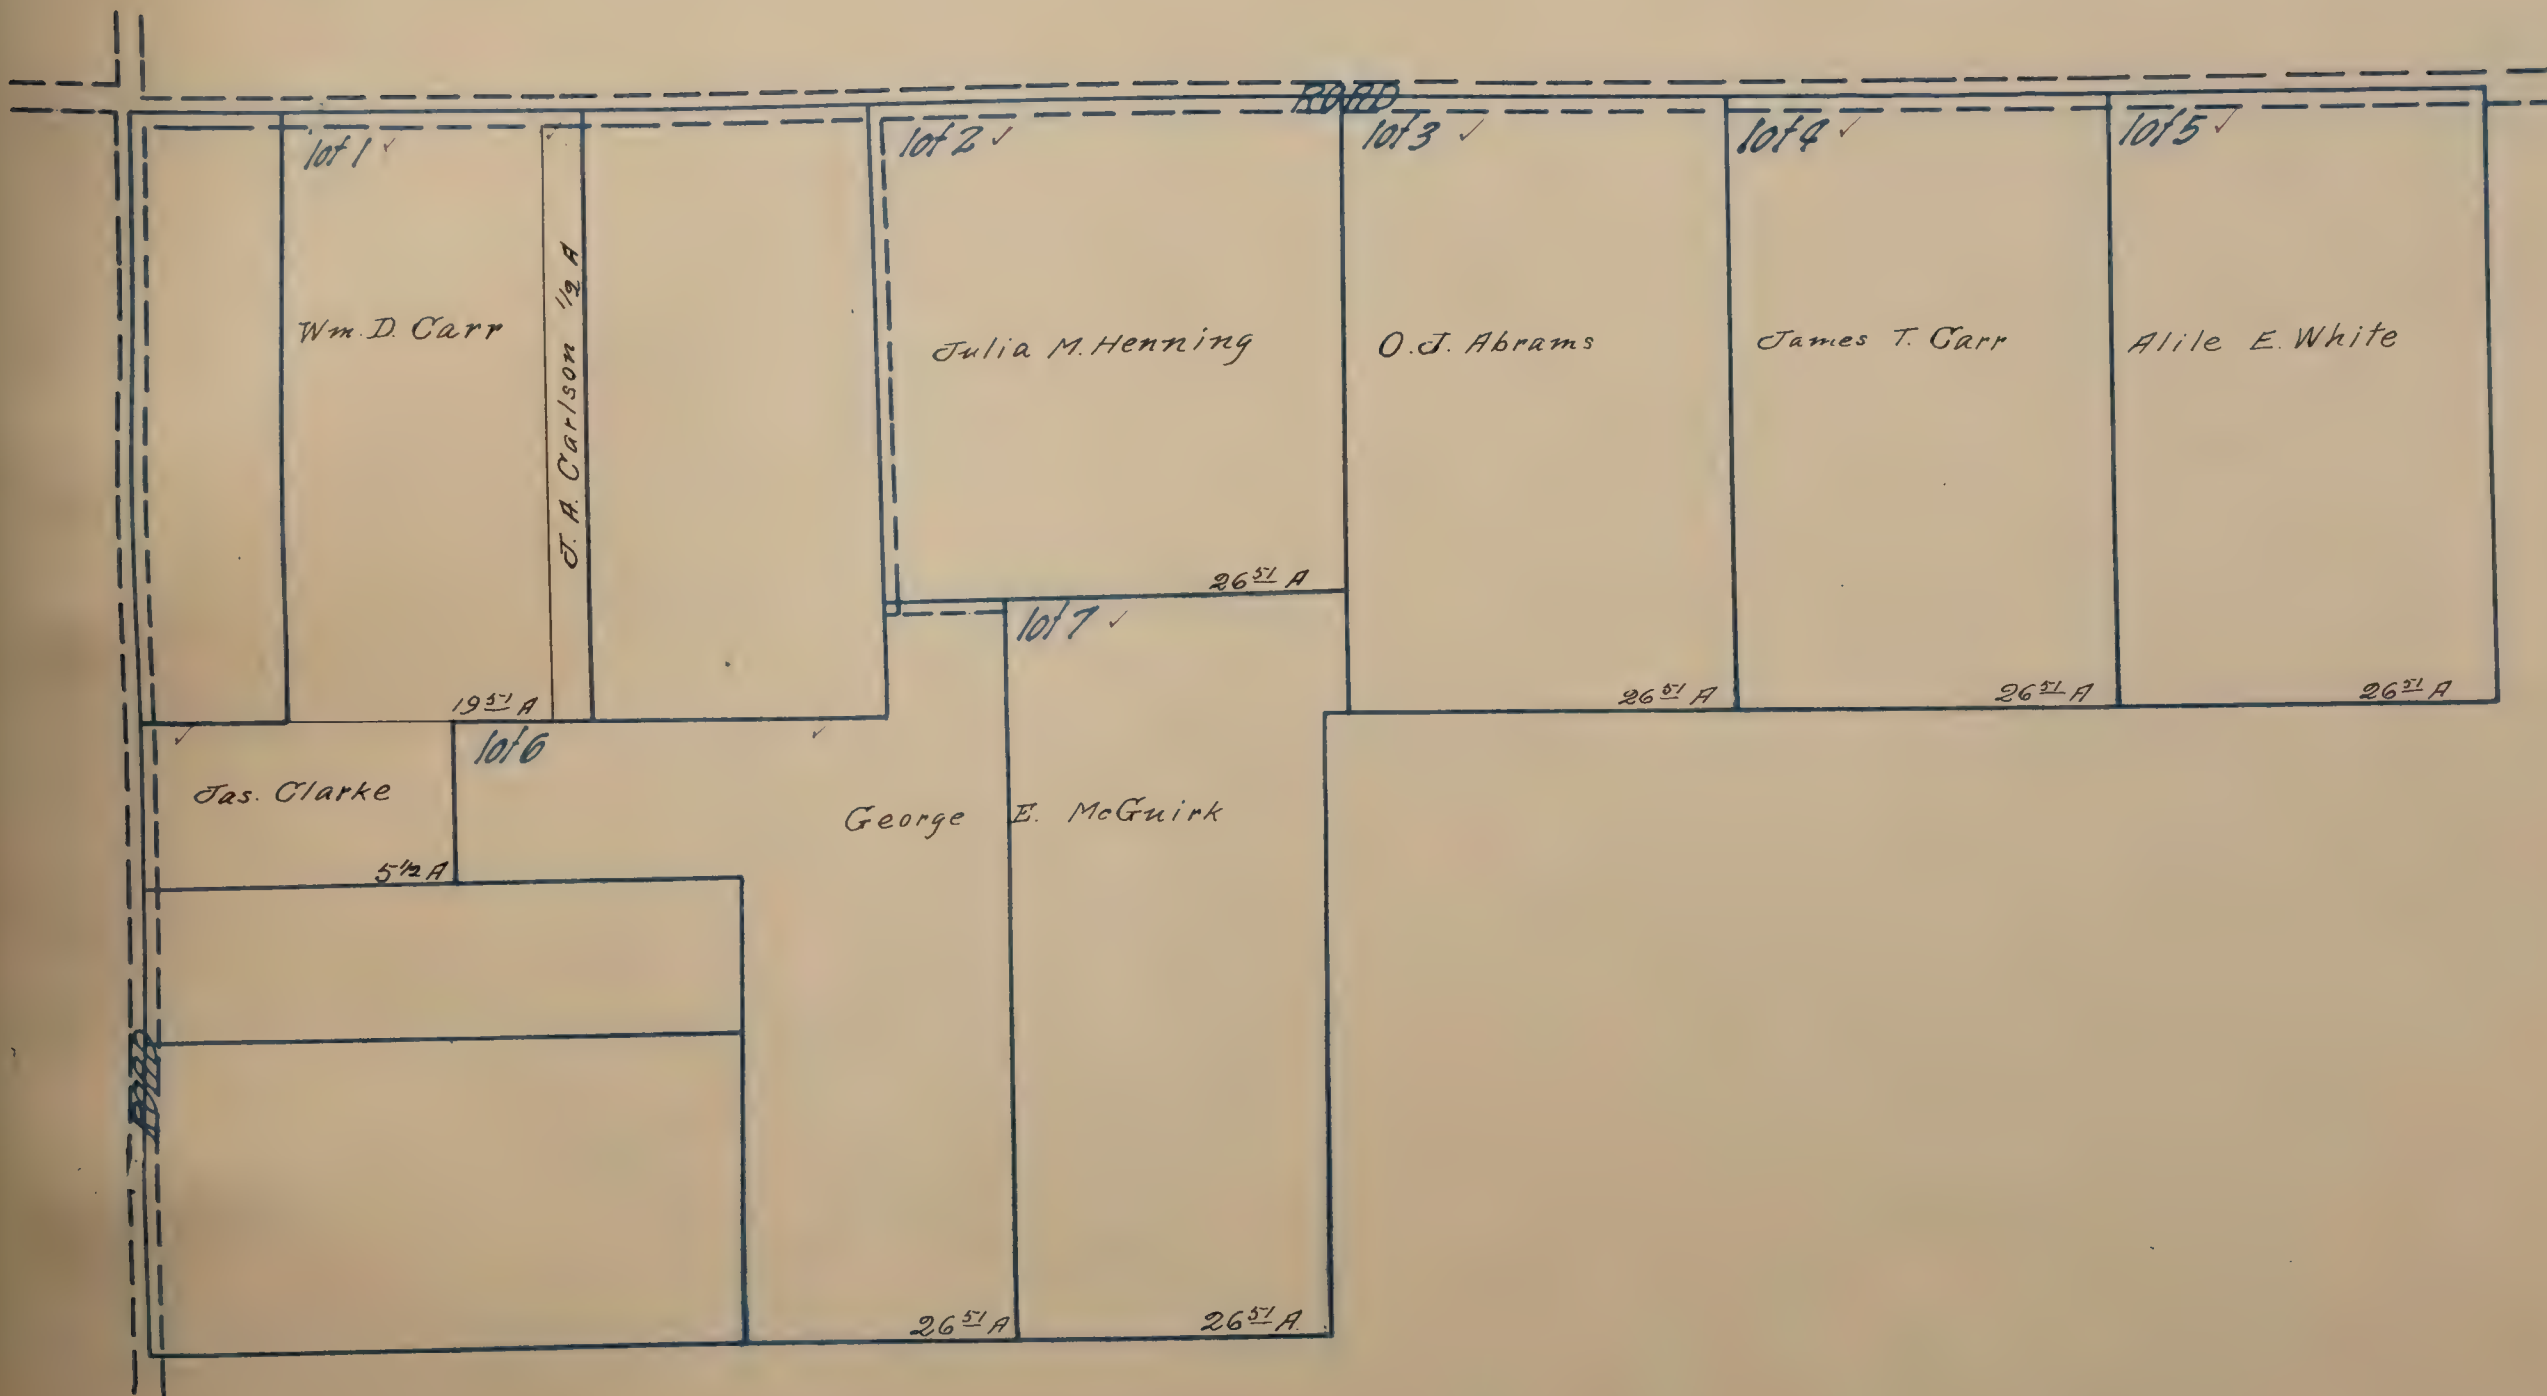 ROAD
lot 1 ✓
lot 2 ✓
lot 3 ✓
lot 4 ✓
lot 5 ✓
Wm. D. Carr
J. A. Carlson 1/2 A
Julia M. Henning
O. J. Abrams
James T. Carr
Alile E. White
26 51 A
lot 7 ✓
19 51 A
26 51 A
26 51 A
26 51 A
lot 6
Jas. Clarke
George E. McGuirk
5 1/2 A
ROAD
26 51 A
26 51 A.